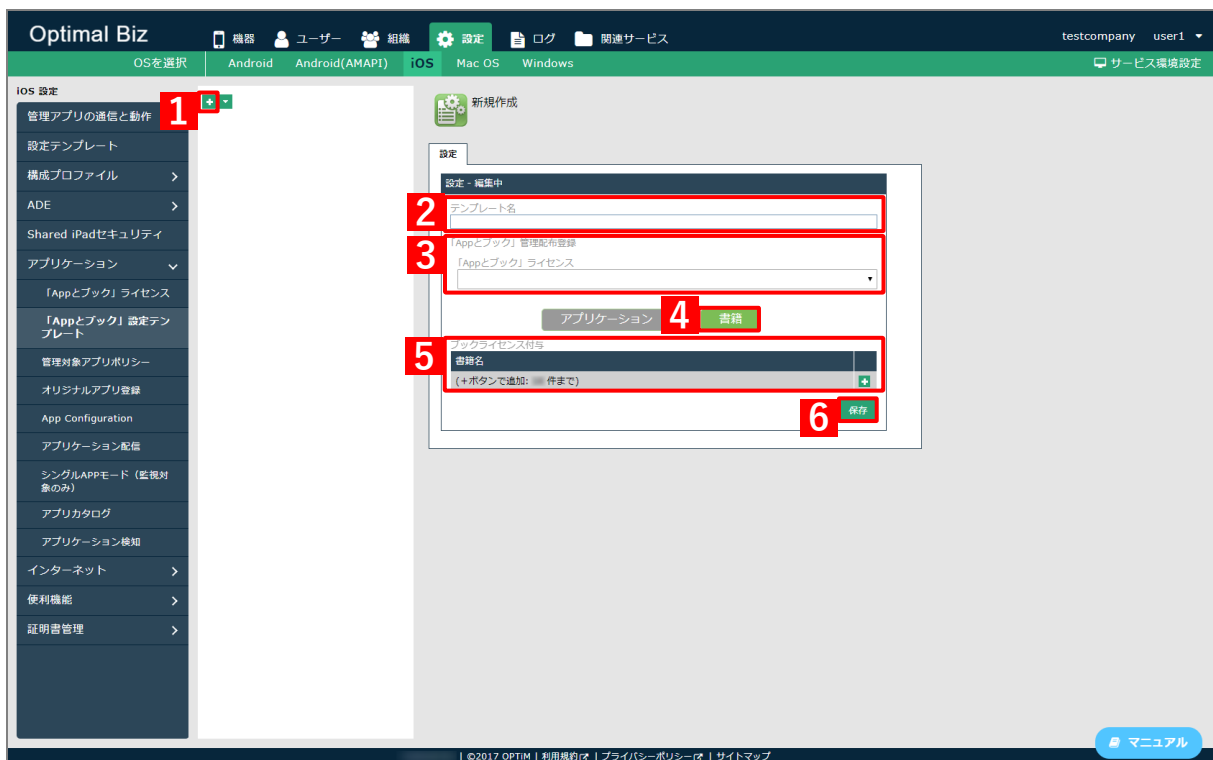 Optimal Biz
機器 ユーザー 組織 設定 ログ 関連サービス
testcompany user1
OSを選択 Android Android(AMAPI) iOS Mac OS Windows
サービス環境設定
iOS 設定
管理アプリの通信と動作
設定テンプレート
構成プロファイル
ADE
Shared iPadセキュリティ
アプリケーション
「Appとブック」ライセンス
「Appとブック」設定テン
プレート
管理対象アプリポリシー
オリジナルアプリ登録
App Configuration
アプリケーション配信
シングルAPPモード（監視対
象のみ）
アプリカタログ
アプリケーション検知
インターネット
便利機能
証明書管理
1
新規作成
設定
設定 - 編集中
2
テンプレート名
3
「Appとブック」管理配布登録
「Appとブック」ライセンス
アプリケーション
4
書籍
5
ブックライセンス付与
書籍名
(+ボタンで追加: 件まで)
6
保存
マニュアル
| ©2017 OPTiM | 利用規約 | プライバシーポリシー | サイトマップ